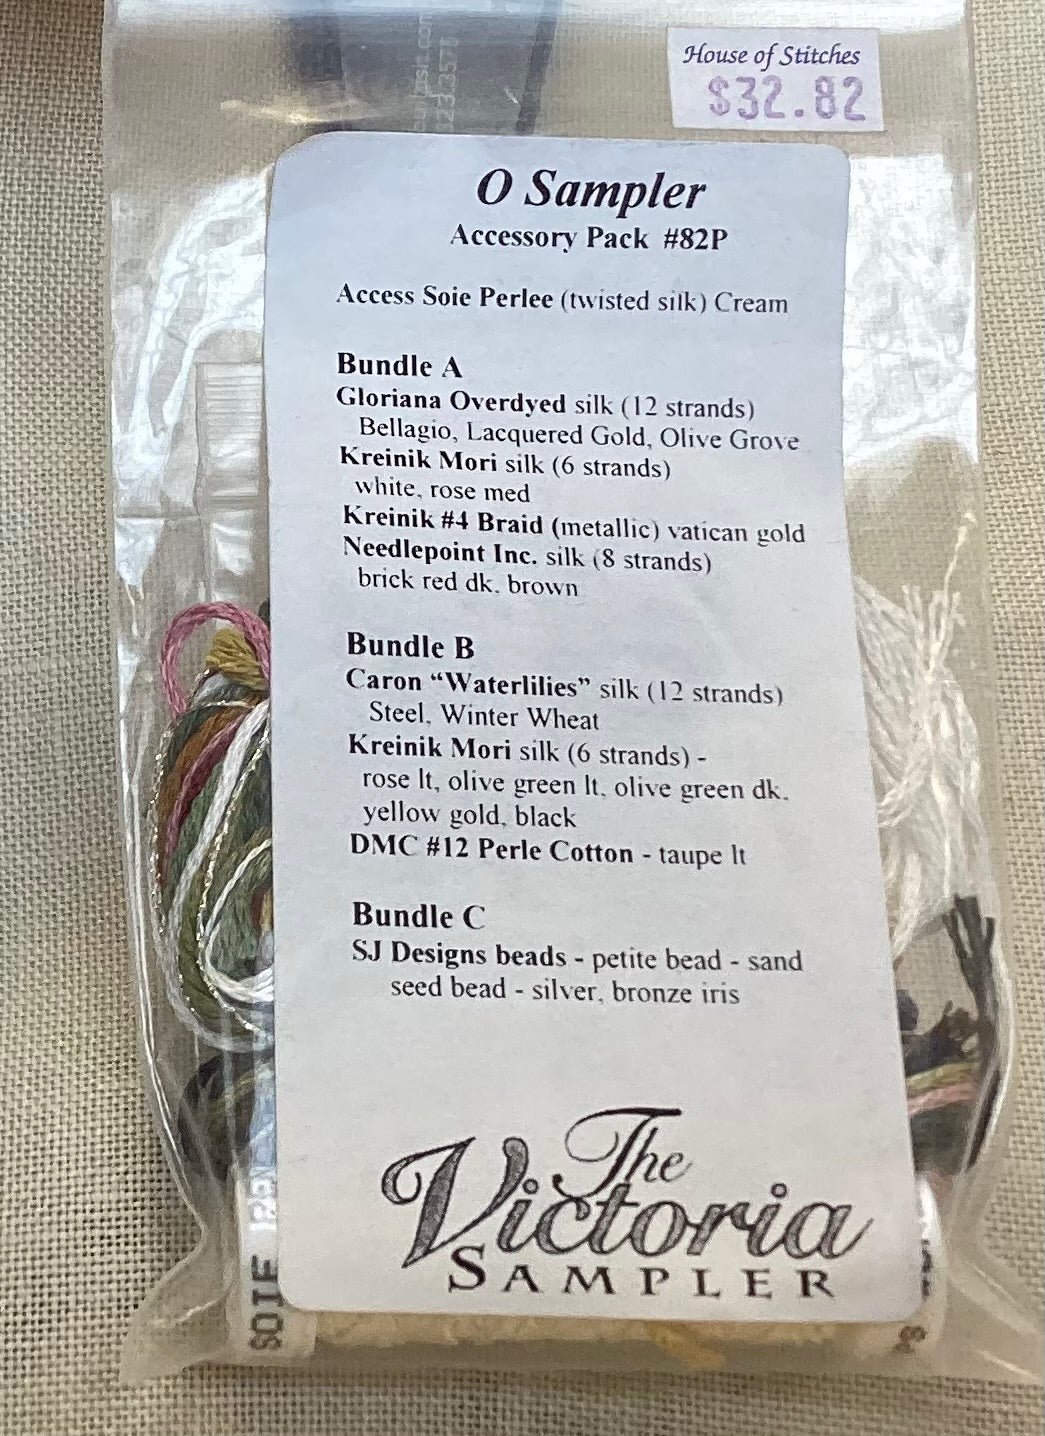 House of Stitches
$32.82
O Sampler
Accessory Pack #82P
Access Soie Perlee (twisted silk) Cream
Bundle A
Gloriana Overdyed silk (12 strands)
Bellagio, Lacquered Gold, Olive Grove
Kreinik Mori silk (6 strands)
white, rose med
Kreinik #4 Braid (metallic) vatican gold
Needlepoint Inc. silk (8 strands)
brick red dk. brown
Bundle B
Caron “Waterlilies” silk (12 strands)
Steel, Winter Wheat
Kreinik Mori silk (6 strands) -
rose lt, olive green lt, olive green dk.
yellow gold, black
DMC #12 Perle Cotton - taupe lt
Bundle C
SJ Designs beads - petite bead - sand
seed bead - silver, bronze iris
The
Victoria
SAMPLER
SOIE